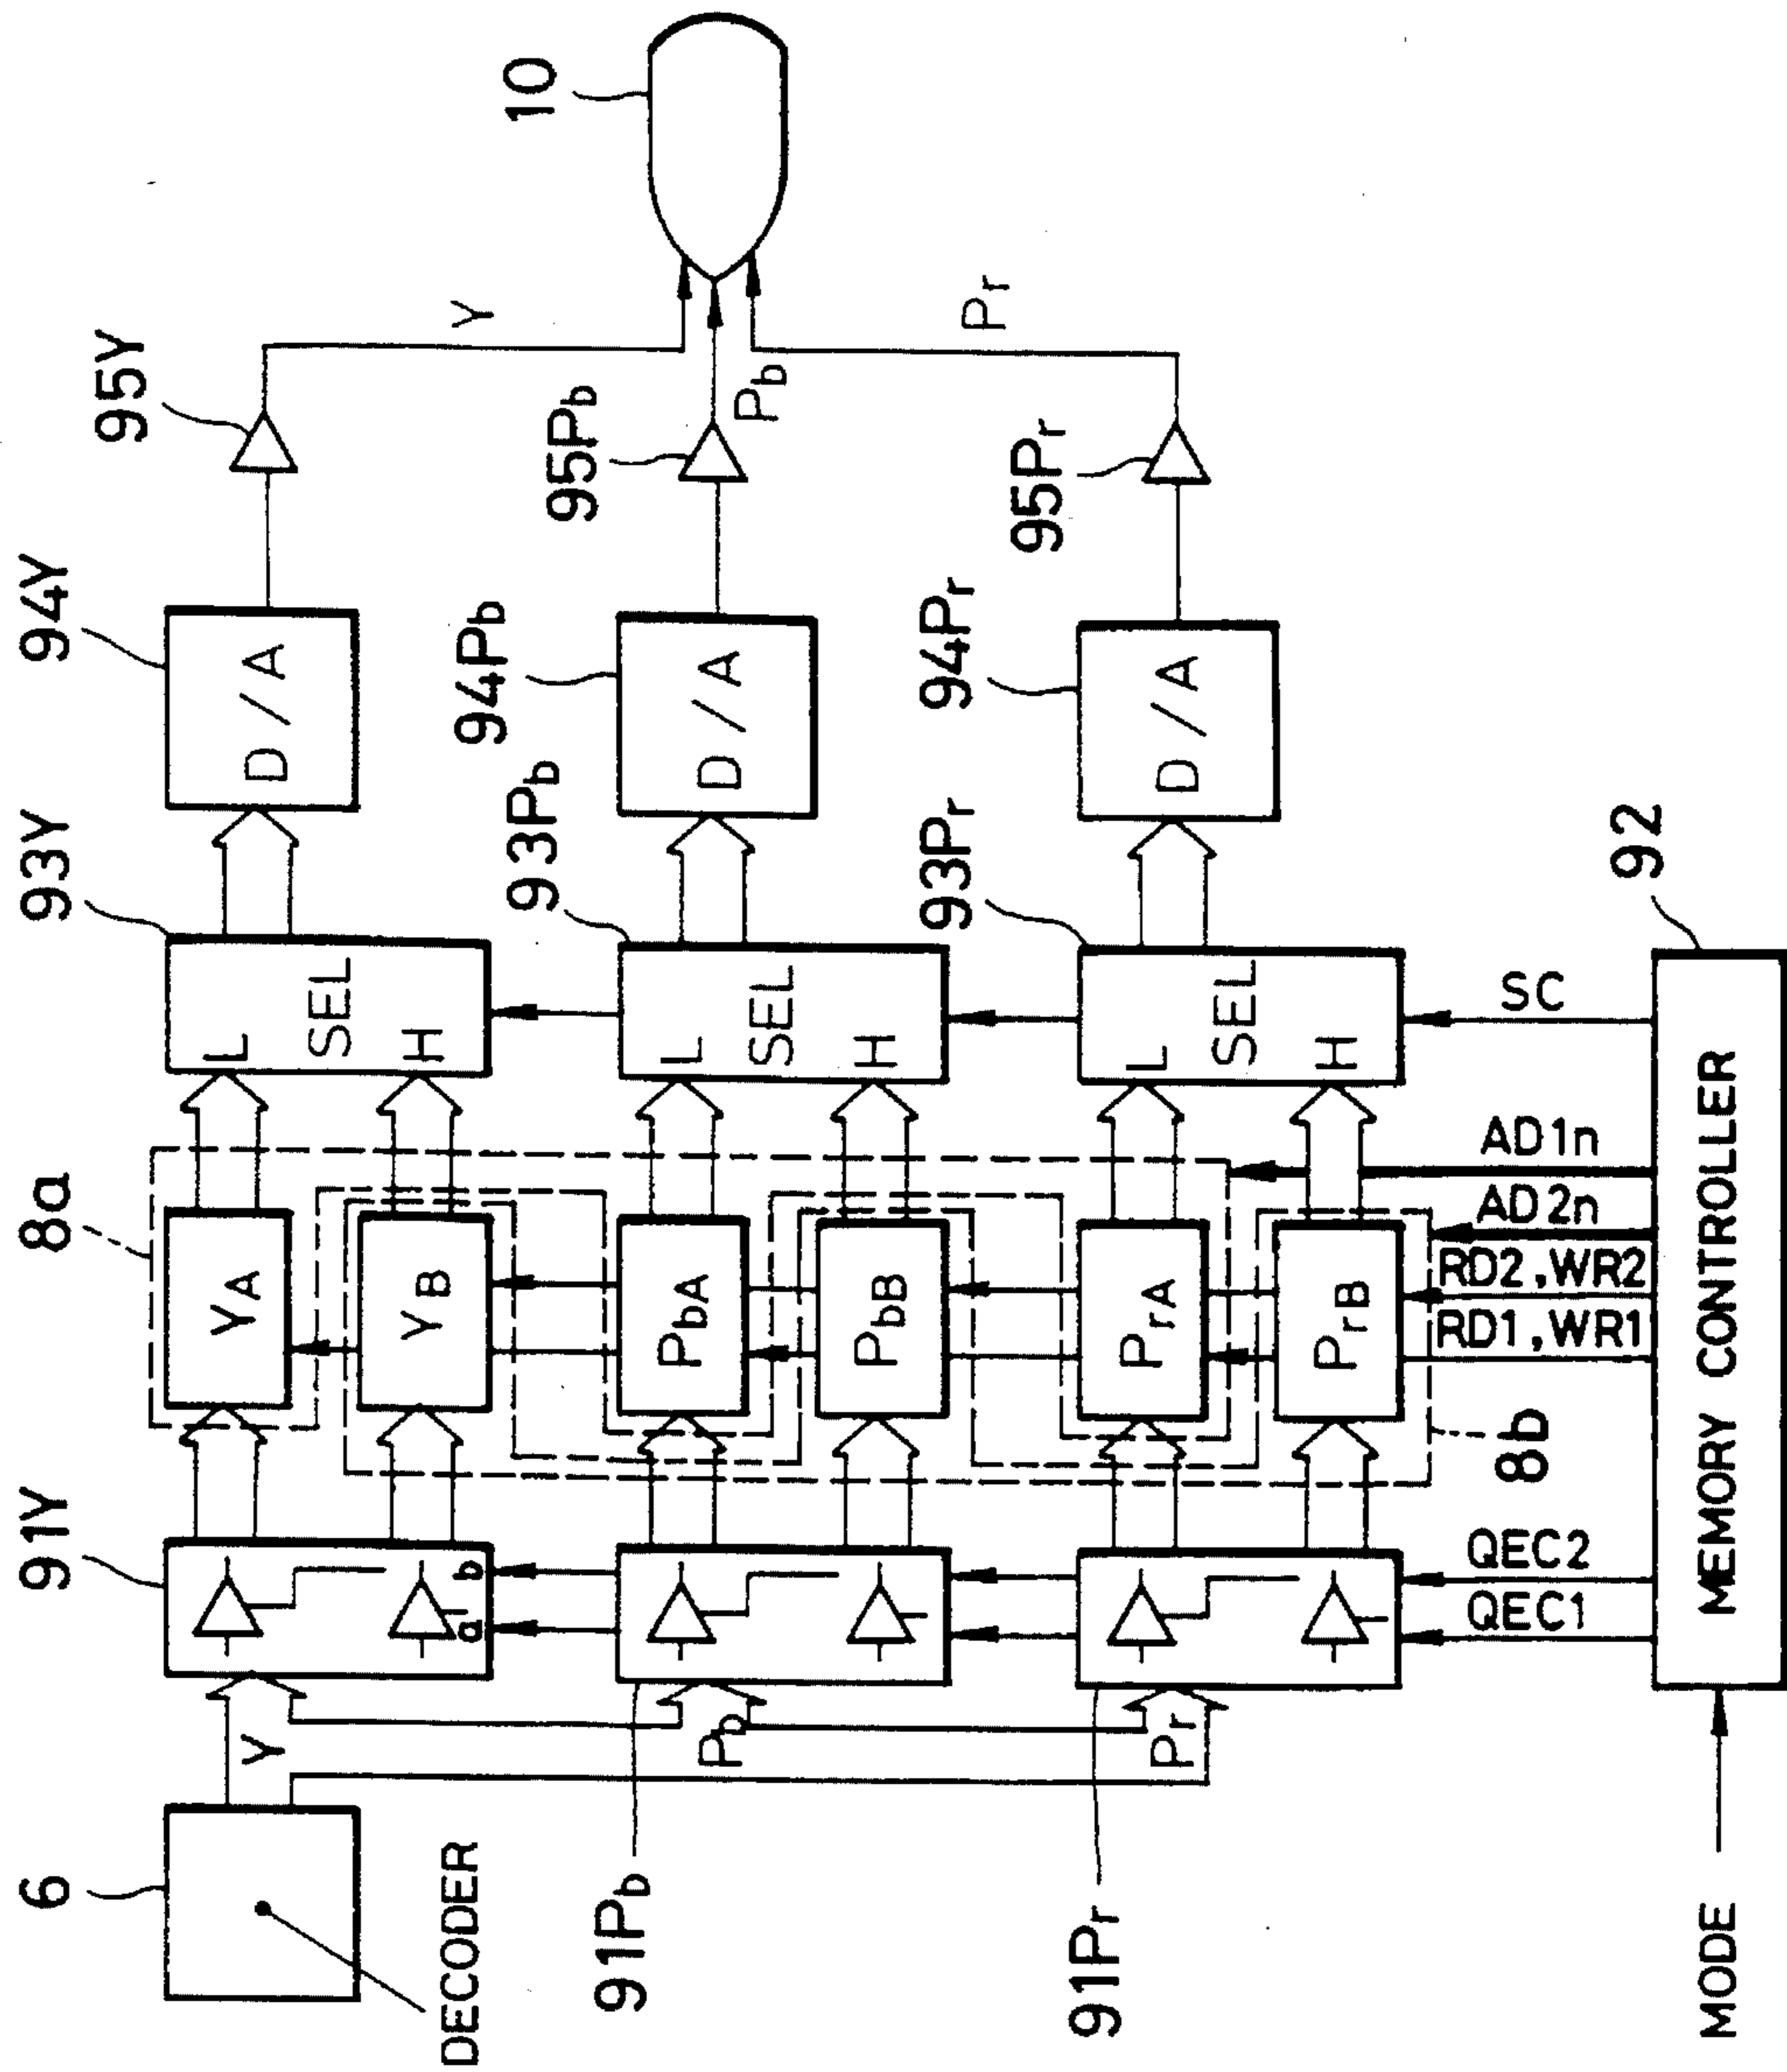 6
91Y
8a
93Y
94Y
95Y
10
DECODER
Y
a
b
YA
YB
L
SEL
H
D/A
Y
91Pb
Pb
PbA
PbB
93Pb
L
SEL
H
94Pb
D/A
95Pb
Pb
91Pr
Pr
PrA
PrB
93Pr
L
SEL
H
94Pr
D/A
95Pr
Pr
8b
QEC1
QEC2
RD1,WR1
RD2,WR2
AD2n
AD1n
SC
92
MODE
MEMORY CONTROLLER